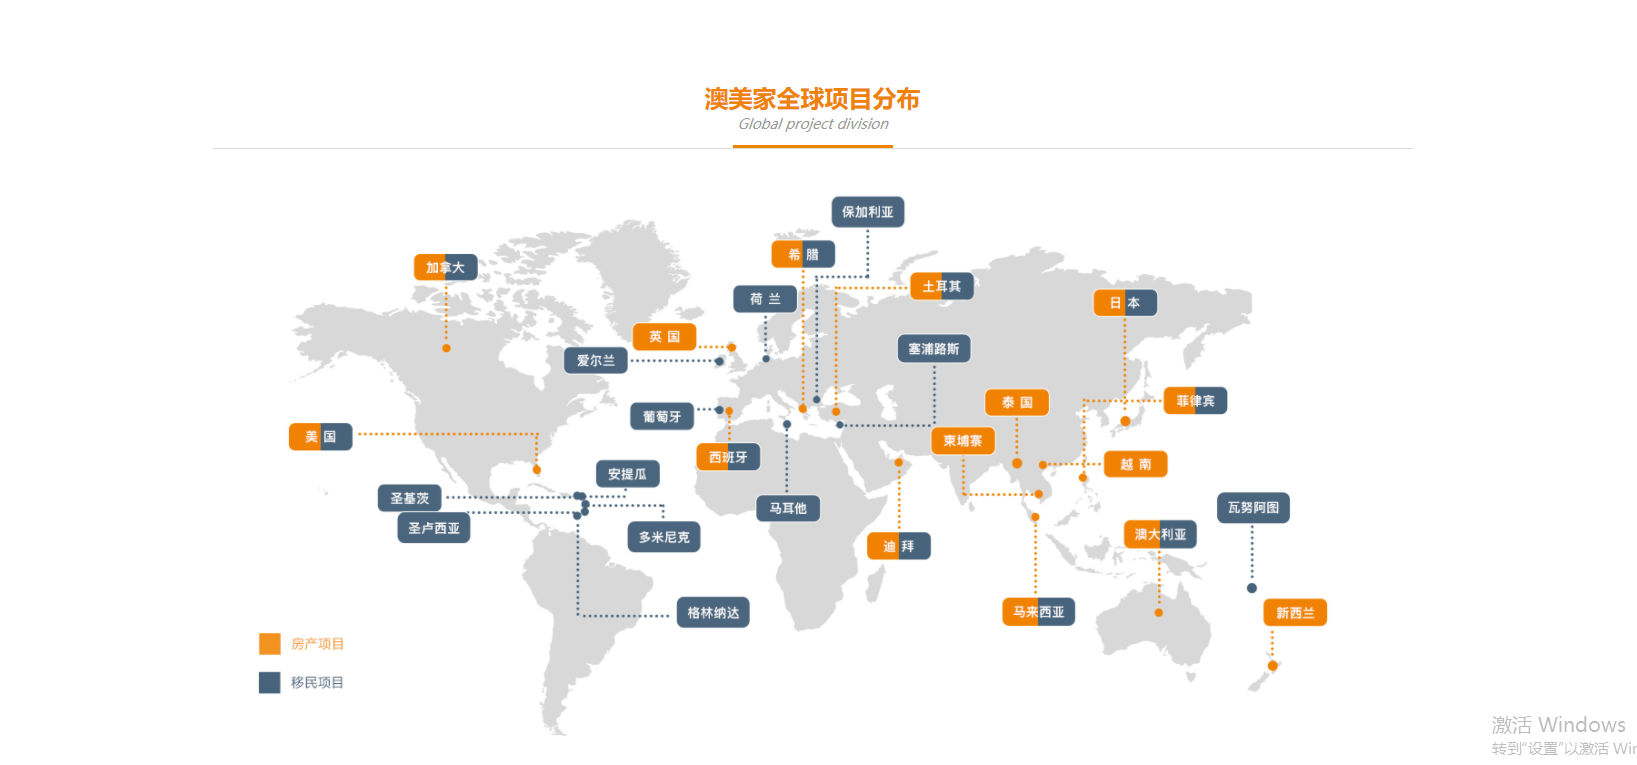 澳美家全球项目分布
Global project division
保加利亚
希 腊
加拿大
土耳其
荷 兰
日 本
英 国
塞浦路斯
爱尔兰
菲律宾
泰 国
葡萄牙
美 国
柬埔寨
西班牙
越 南
安提瓜
圣基茨
马耳他
瓦努阿图
圣卢西亚
多米尼克
澳大利亚
迪 拜
格林纳达
马来西亚
新西兰
房产项目
移民项目
激活 Windows
转到“设置”以激活 Win